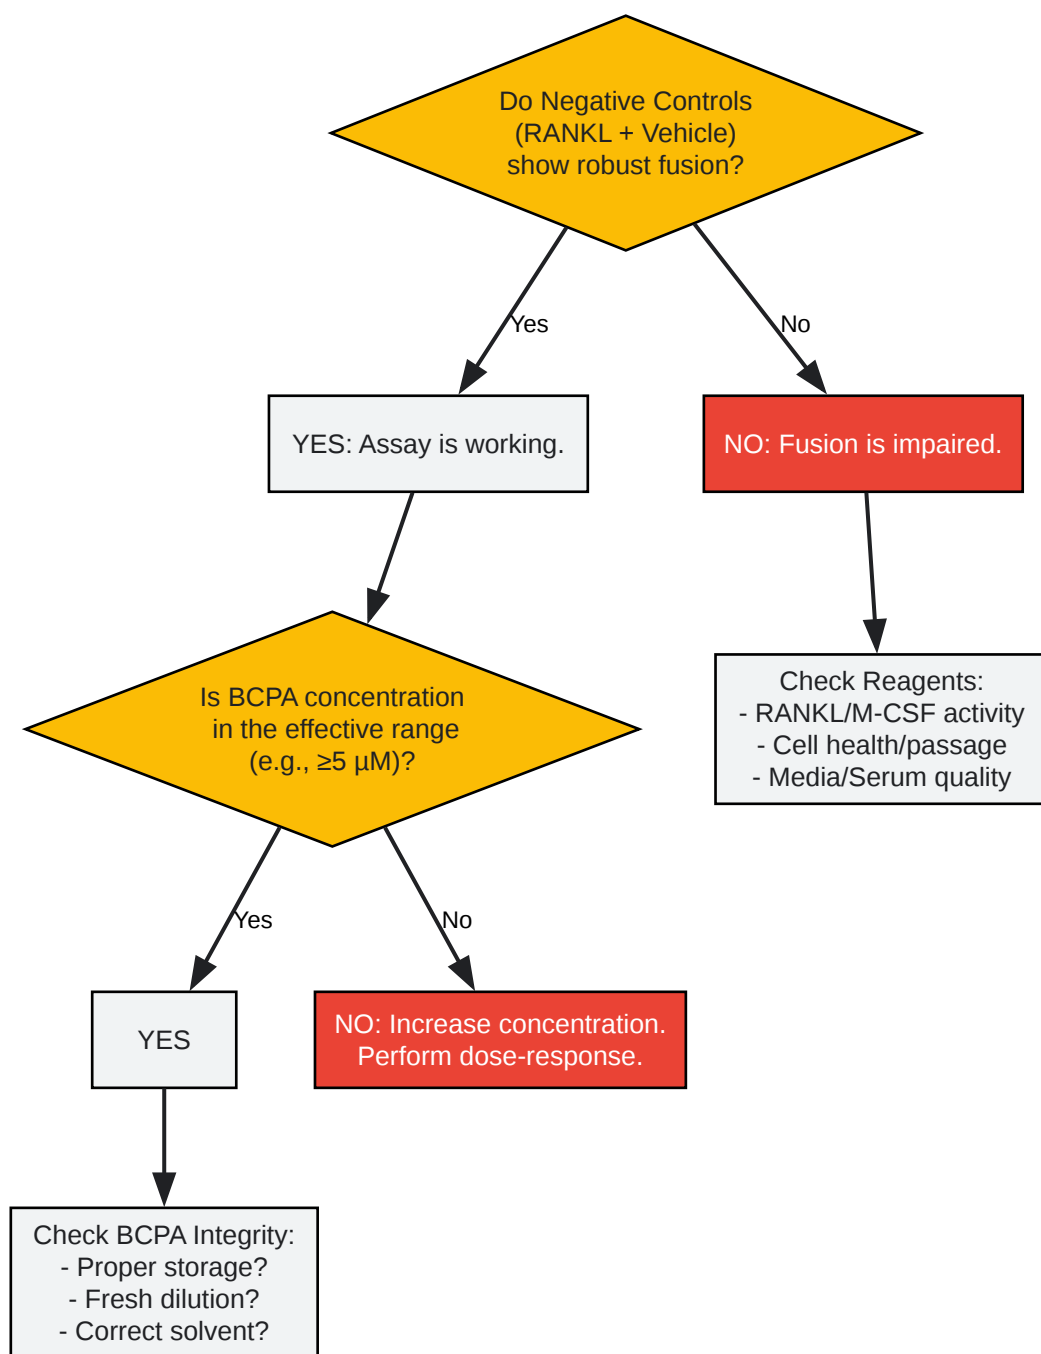 Do Negative Controls
(RANKL + Vehicle)
show robust fusion?
Yes
No
YES: Assay is working.
NO: Fusion is impaired.
Is BCPA concentration
in the effective range
(e.g., ≥5 µM)?
Check Reagents:
- RANKL/M-CSF activity
- Cell health/passage
- Media/Serum quality
Yes
No
YES
NO: Increase concentration.
Perform dose-response.
Check BCPA Integrity:
- Proper storage?
- Fresh dilution?
- Correct solvent?